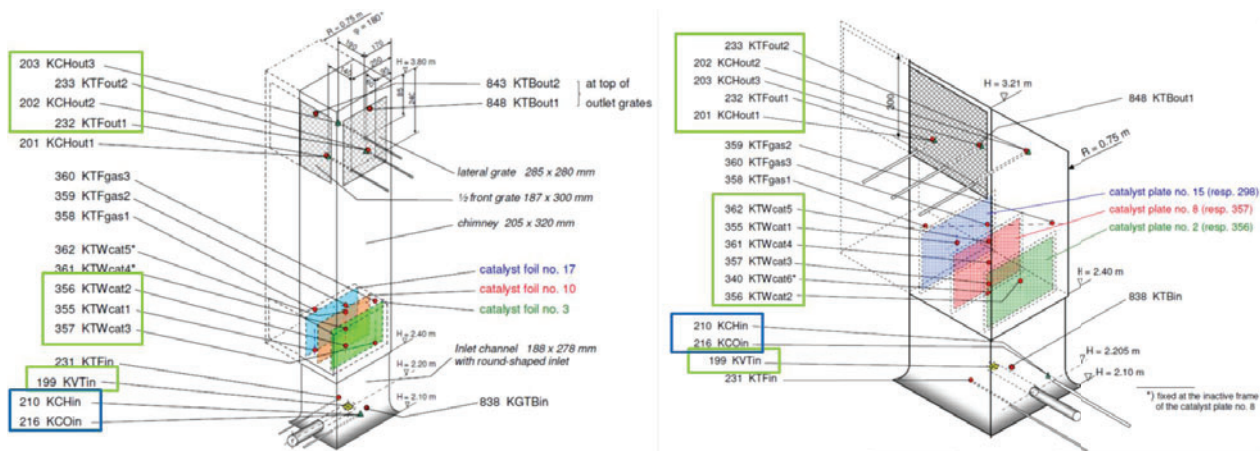 R = 0.75 m
φ = 180°
190
170
250
140
H = 3.80 m
85
203 KCHout3
233 KTFout2
202 KCHout2
232 KTFout1
201 KCHout1
843 KTBout2
848 KTBout1
at top of
outlet grates
360 KTFgas3
359 KTFgas2
358 KTFgas1
lateral grate 285 x 280 mm
½ front grate 187 x 300 mm
chimney 205 x 320 mm
362 KTWcat5*
361 KTWcat4*
356 KTWcat2
355 KTWcat1
357 KTWcat3
catalyst foil no. 17
catalyst foil no. 10
catalyst foil no. 3
H = 2.40 m
231 KTFin
199 KVTin
210 KCHin
216 KCOin
Inlet channel 188 x 278 mm
with round-shaped inlet
H = 2.20 m
H = 2.10 m
838 KGTBin
233 KTFout2
202 KCHout2
203 KCHout3
232 KTFout1
201 KCHout1
300
H = 3.21 m
848 KTBout1
R = 0.75 m
359 KTFgas2
360 KTFgas3
358 KTFgas1
catalyst plate no. 15 (resp. 298)
catalyst plate no. 8 (resp. 357)
catalyst plate no. 2 (resp. 356)
362 KTWcat5
355 KTWcat1
361 KTWcat4
357 KTWcat3
340 KTWcat6*
356 KTWcat2
H = 2.40 m
838 KTBin
210 KCHin
216 KCOin
199 KVTin
231 KTFin
H = 2.205 m
H = 2.10 m
*) fixed at the inactive frame
of the catalyst plate no. 8